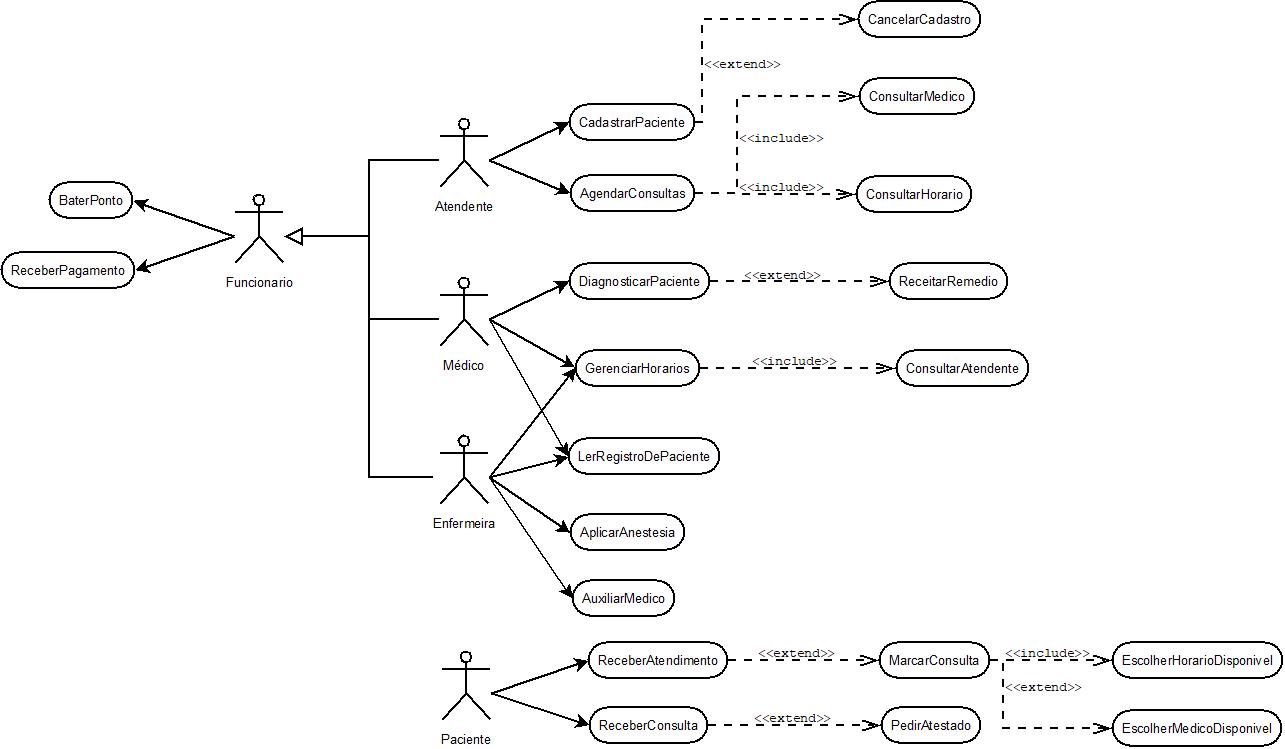 CancelarCadastro
<<extend>>
ConsultarMedico
CadastrarPaciente
<<include>>
AgendarConsultas
<<include>>
ConsultarHorario
Atendente
BaterPonto
ReceberPagamento
Funcionario
DiagnosticarPaciente
<<extend>>
ReceitarRemedio
Médico
GerenciarHorarios
<<include>>
ConsultarAtendente
LerRegistroDePaciente
Enfermeira
AplicarAnestesia
AuxiliarMedico
ReceberAtendimento
<<extend>>
MarcarConsulta
<<include>>
EscolherHorarioDisponivel
<<extend>>
ReceberConsulta
<<extend>>
PedirAtestado
EscolherMedicoDisponivel
Paciente